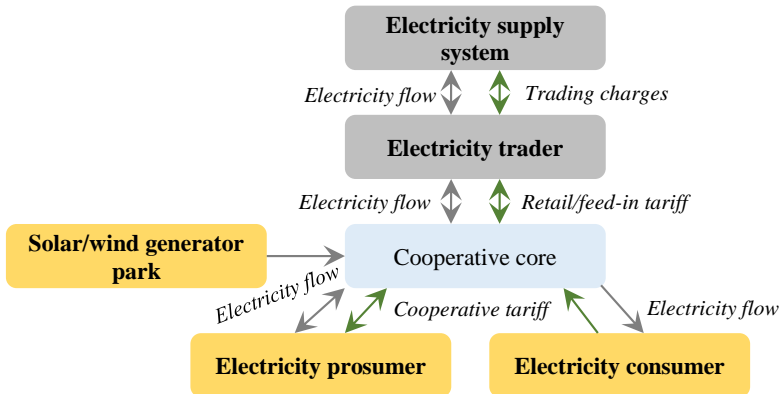 Electricity supply
system
Electricity flow
Trading charges
Electricity trader
Electricity flow
Retail/feed-in tariff
Solar/wind generator
park
Cooperative core
Electricity flow
Cooperative tariff
Electricity flow
Electricity prosumer
Electricity consumer